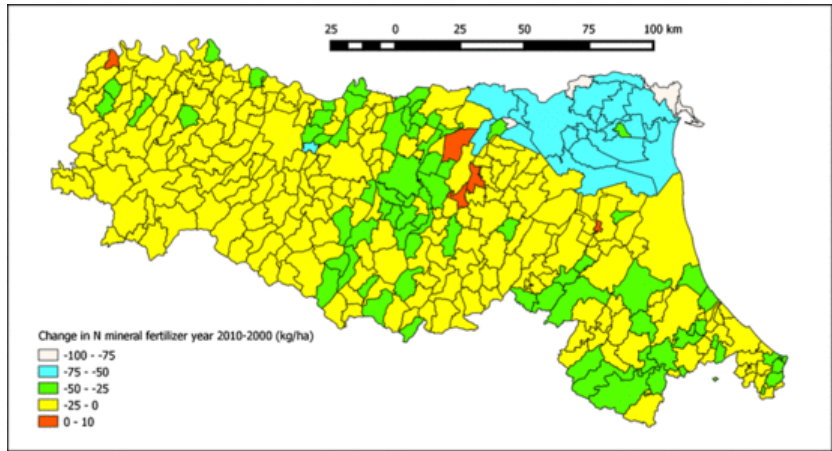 25 0 25 50 75 100 km
Change in N mineral fertilizer year 2010-2000 (kg/ha)
-100 - -75
-75 - -50
-50 - -25
-25 - 0
0 - 10